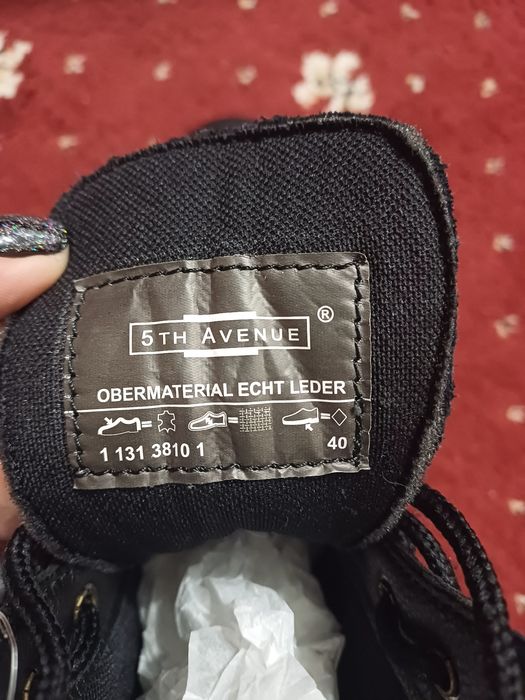 5TH AVENUE ®
OBERMATERIAL ECHT LEDER
= = =
1 131 3810 1 40